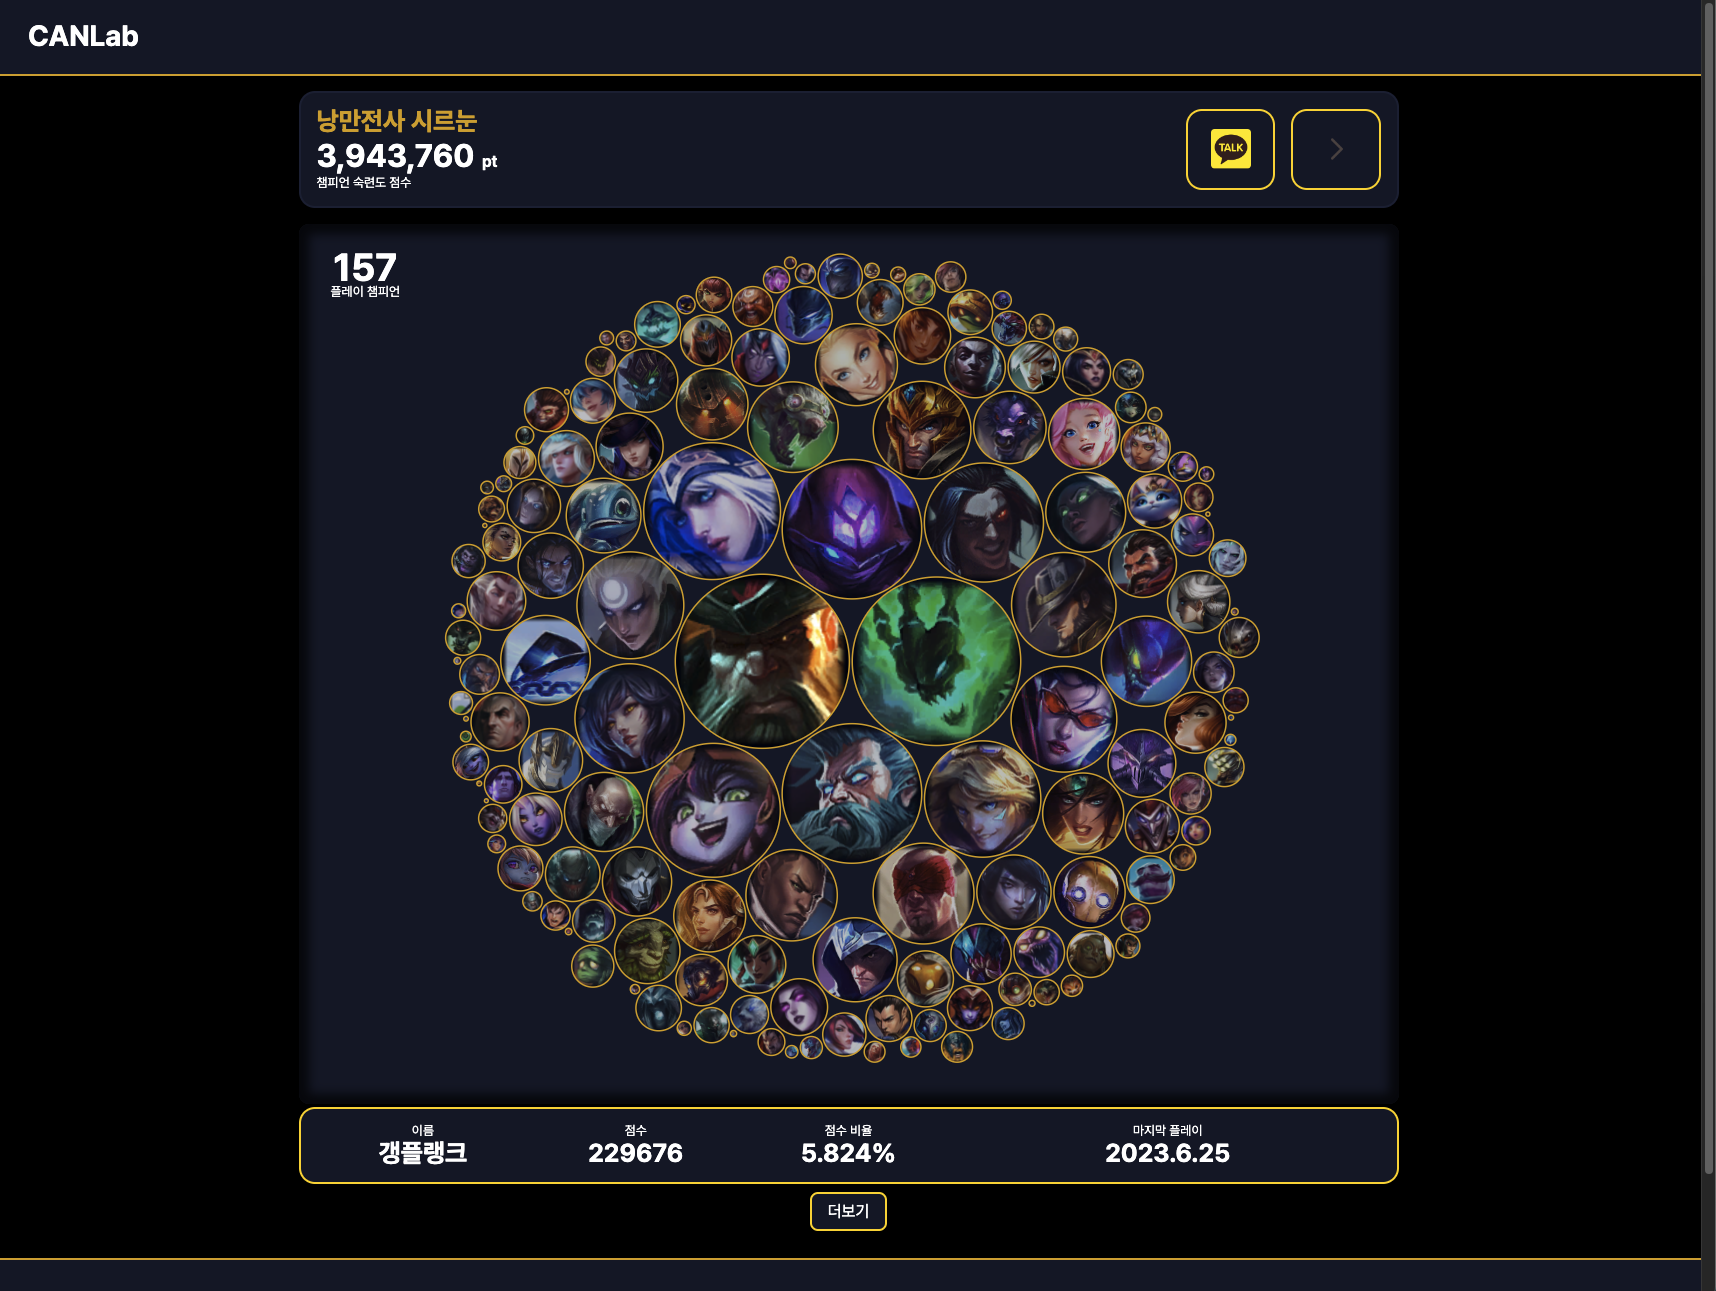 CANLab
낭만전사 시르눈
3,943,760 pt
챔피언 숙련도 점수
TALK
157
플레이 챔피언
이름
갱플랭크
점수
229676
점수 비율
5.824%
마지막 플레이
2023.6.25
더보기